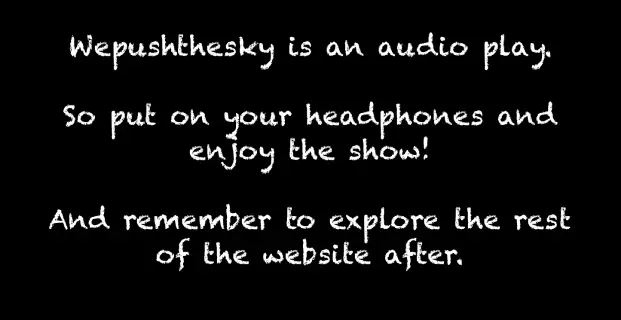 Wepushthesky is an audio play.
So put on your headphones and
enjoy the show!
And remember to explore the rest
of the website after.